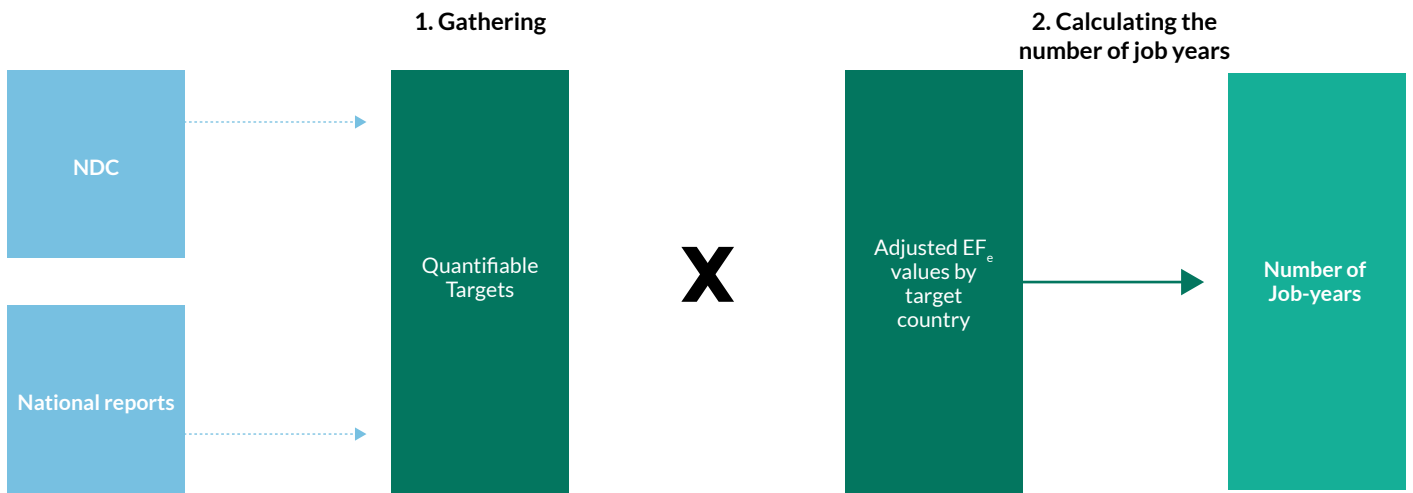 1. Gathering
2. Calculating the
number of job years
NDC
National reports
Quantifiable
Targets
X
Adjusted EFe
values by
target
country
Number of
Job-years